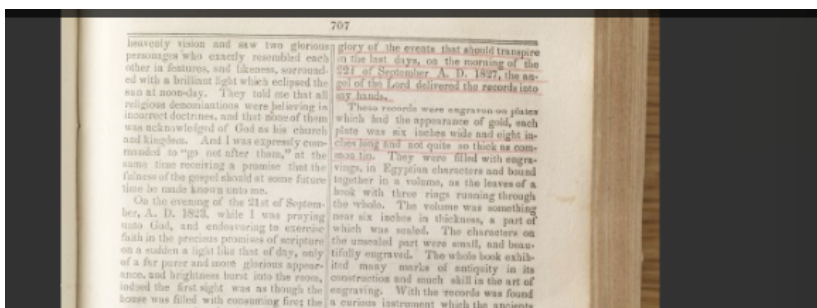 707
heavenly vision and saw two glorious
personages who exactly resembled each
other in features, and likeness, surround-
ed with a brilliant light which eclipsed the
sun at noon-day. They told me that all
religious denominations were believing in
incorrect doctrines, and that none of them
was acknowledged of God as his church
and kingdom. And I was expressly com-
manded to "go not after them," at the
same time receiving a promise that the
fulness of the gospel should at some future
time be made known unto me.
On the evening of the 21st of Septem-
ber, A. D. 1823, while I was praying
unto God, and endeavoring to exercise
faith in the precious promises of scripture
on a sudden a light like that of day, only
of a far purer and more glorious appear-
ance, and brightness burst into the room,
indeed the first sight was as though the
house was filled with consuming fire; the
glory of the events that should transpire
in the last days, on the morning of the
22d of September A. D. 1827, the an-
gel of the Lord delivered the records into
my hands.
These records were engraven on plates
which had the appearance of gold, each
plate was six inches wide and eight in-
ches long and not quite so thick as com-
mon tin. They were filled with engra-
vings, in Egyptian characters and bound
together in a volume, as the leaves of a
book with three rings running through
the whole. The volume was something
near six inches in thickness, a part of
which was sealed. The characters on
the unsealed part were small, and beau-
tifully engraved. The whole book exhib-
ited many marks of antiquity in its
construction and much skill in the art of
engraving. With the records was found
a curious instrument which the ancients